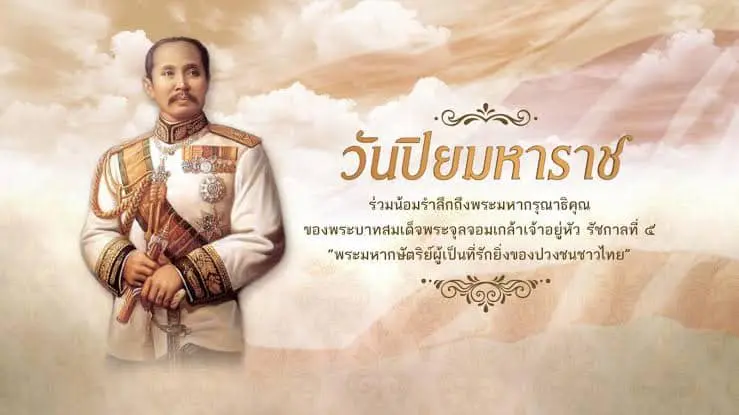 วันปิยมหาราช
ร่วมน้อมรำลึกถึงพระมหากรุณาธิคุณ
ของพระบาทสมเด็จพระจุลจอมเกล้าเจ้าอยู่หัว รัชกาลที่ ๕
“พระมหากษัตริย์ผู้เป็นที่รักยิ่งของปวงชนชาวไทย”